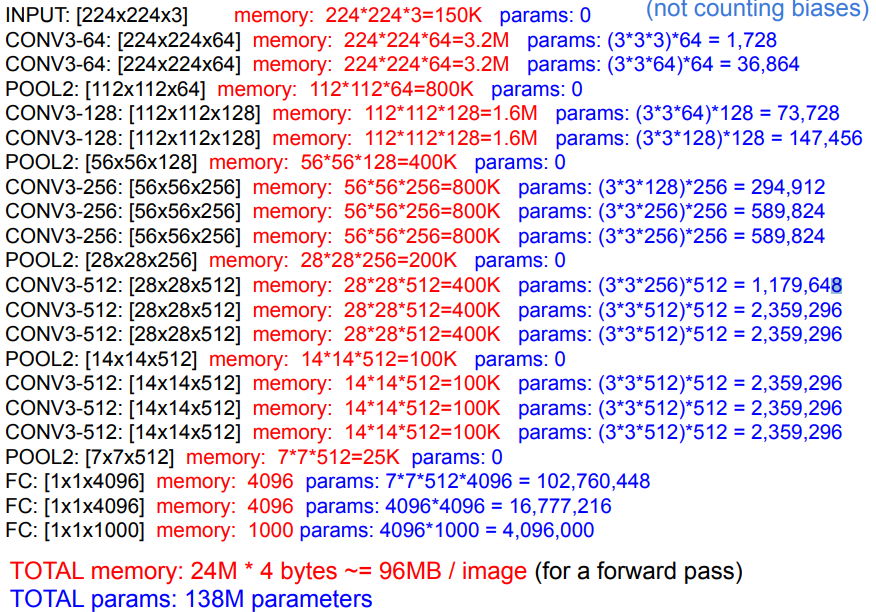 (not counting biases)
INPUT: [224x224x3] memory: 224*224*3=150K params: 0
CONV3-64: [224x224x64] memory: 224*224*64=3.2M params: (3*3*3)*64 = 1,728
CONV3-64: [224x224x64] memory: 224*224*64=3.2M params: (3*3*64)*64 = 36,864
POOL2: [112x112x64] memory: 112*112*64=800K params: 0
CONV3-128: [112x112x128] memory: 112*112*128=1.6M params: (3*3*64)*128 = 73,728
CONV3-128: [112x112x128] memory: 112*112*128=1.6M params: (3*3*128)*128 = 147,456
POOL2: [56x56x128] memory: 56*56*128=400K params: 0
CONV3-256: [56x56x256] memory: 56*56*256=800K params: (3*3*128)*256 = 294,912
CONV3-256: [56x56x256] memory: 56*56*256=800K params: (3*3*256)*256 = 589,824
CONV3-256: [56x56x256] memory: 56*56*256=800K params: (3*3*256)*256 = 589,824
POOL2: [28x28x256] memory: 28*28*256=200K params: 0
CONV3-512: [28x28x512] memory: 28*28*512=400K params: (3*3*256)*512 = 1,179,648
CONV3-512: [28x28x512] memory: 28*28*512=400K params: (3*3*512)*512 = 2,359,296
CONV3-512: [28x28x512] memory: 28*28*512=400K params: (3*3*512)*512 = 2,359,296
POOL2: [14x14x512] memory: 14*14*512=100K params: 0
CONV3-512: [14x14x512] memory: 14*14*512=100K params: (3*3*512)*512 = 2,359,296
CONV3-512: [14x14x512] memory: 14*14*512=100K params: (3*3*512)*512 = 2,359,296
CONV3-512: [14x14x512] memory: 14*14*512=100K params: (3*3*512)*512 = 2,359,296
POOL2: [7x7x512] memory: 7*7*512=25K params: 0
FC: [1x1x4096] memory: 4096 params: 7*7*512*4096 = 102,760,448
FC: [1x1x4096] memory: 4096 params: 4096*4096 = 16,777,216
FC: [1x1x1000] memory: 1000 params: 4096*1000 = 4,096,000
TOTAL memory: 24M * 4 bytes ~= 96MB / image (for a forward pass)
TOTAL params: 138M parameters